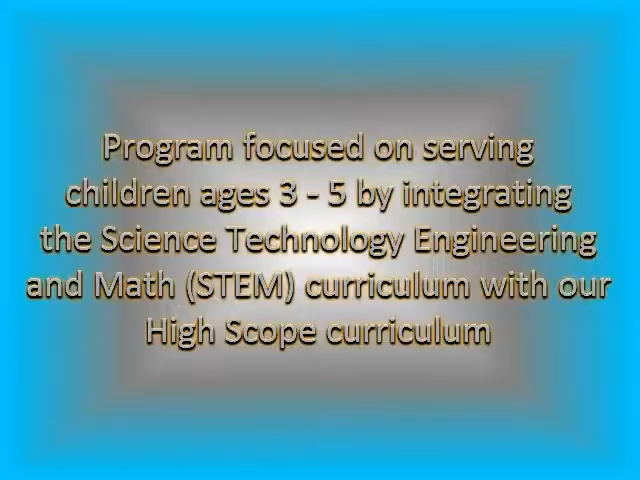 Program focused on serving
children ages 3 - 5 by integrating
the Science Technology Engineering
and Math (STEM) curriculum with our
High Scope curriculum